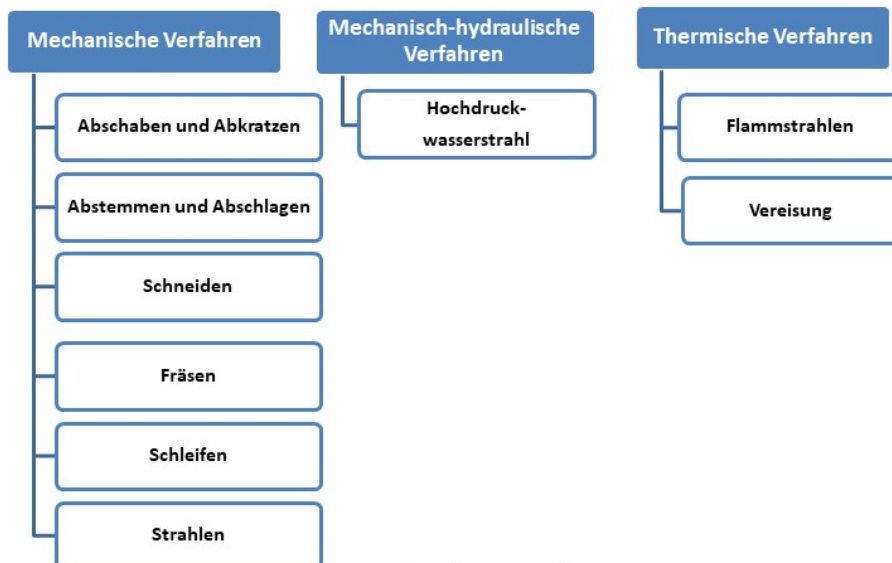 Mechanische Verfahren
Abschaben und Abkratzen
Abstemmen und Abschlagen
Schneiden
Fräsen
Schleifen
Strahlen
Mechanisch-hydraulische
Verfahren
Hochdruck-
wasserstrahl
Thermische Verfahren
Flammstrahlen
Vereisung